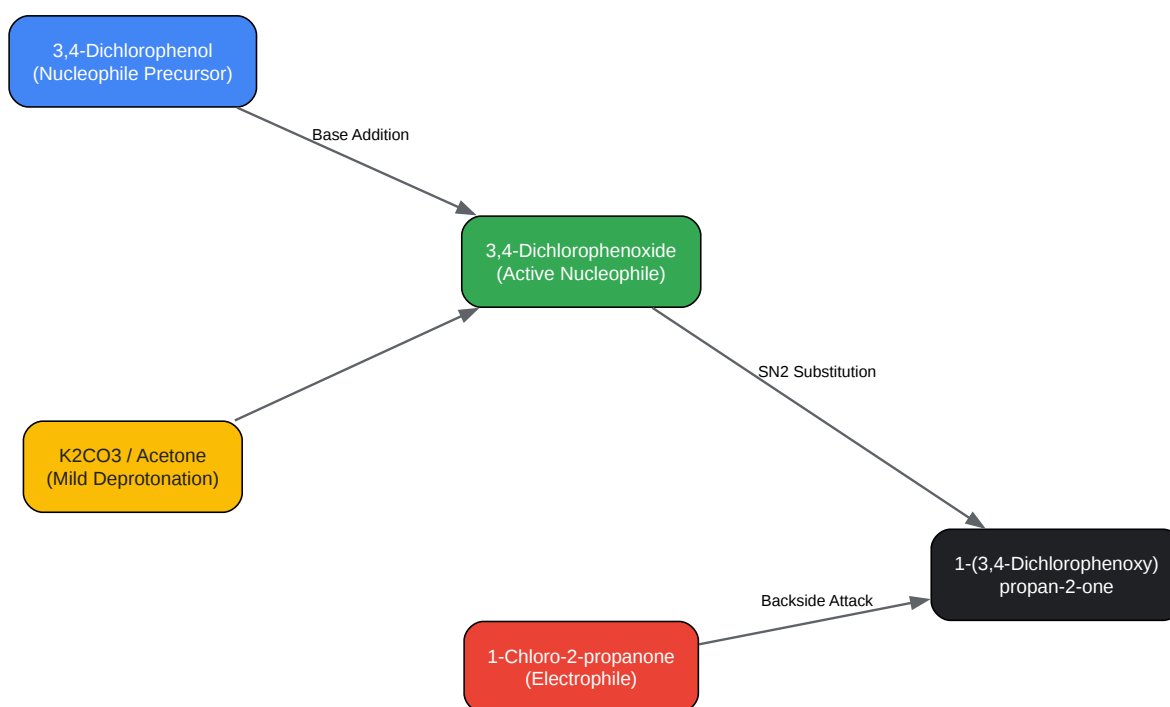 3,4-Dichlorophenol
(Nucleophile Precursor)
Base Addition
3,4-Dichlorophenoxide
(Active Nucleophile)
SN2 Substitution
K2CO3 / Acetone
(Mild Deprotonation)
1-(3,4-Dichlorophenoxy)
propan-2-one
Backside Attack
1-Chloro-2-propanone
(Electrophile)